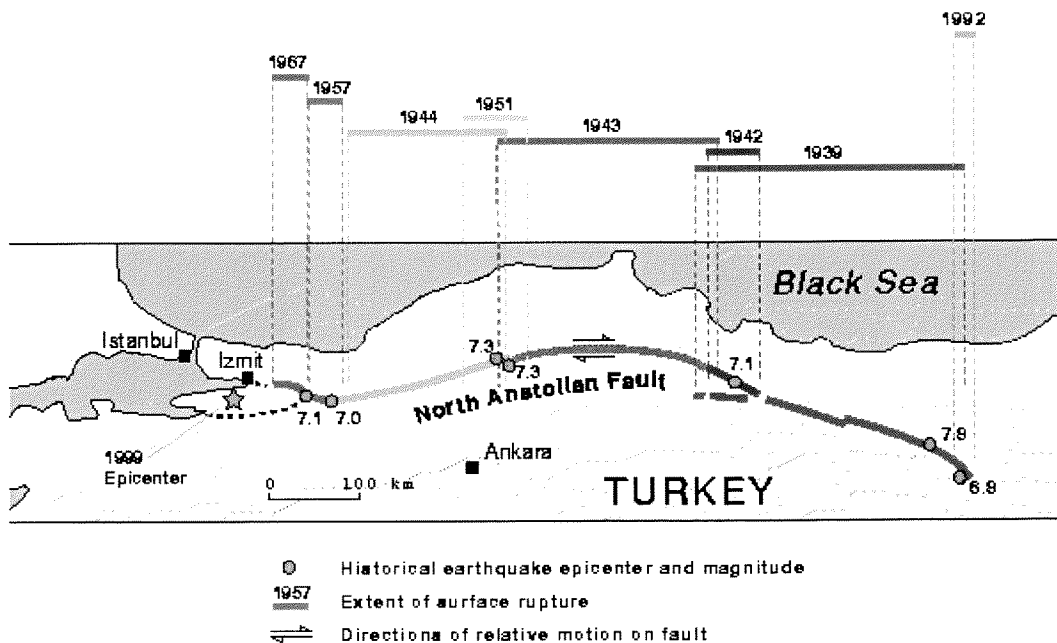 1992
1967
1957
1951
1944
1943
1942
1939
Black Sea
Istanbul
Izmit
7.3
7.3
7.1
North Anatolian Fault
7.1
7.0
7.9
Ankara
1999
Epicenter
0 100 km
TURKEY
6.9
Historical earthquake epicenter and magnitude
1957
Extent of surface rupture
Directions of relative motion on fault